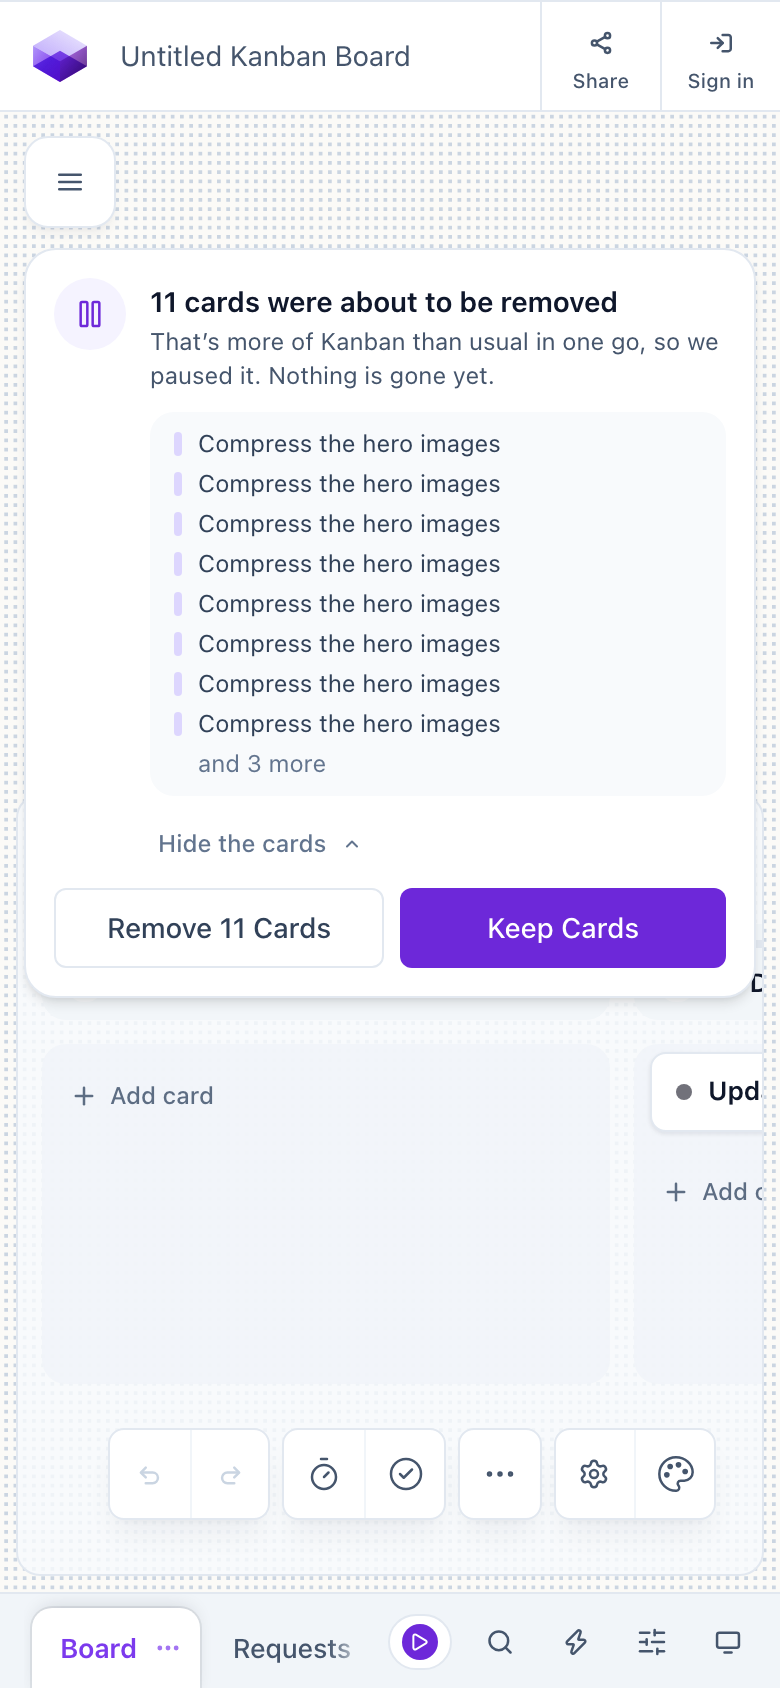 Untitled Kanban Board
Share
Sign in
11 cards were about to be removed
That’s more of Kanban than usual in one go, so we
paused it. Nothing is gone yet.
Compress the hero images
Compress the hero images
Compress the hero images
Compress the hero images
Compress the hero images
Compress the hero images
Compress the hero images
Compress the hero images
and 3 more
Hide the cards
Remove 11 Cards
Keep Cards
Add card
Add
Board
Requests